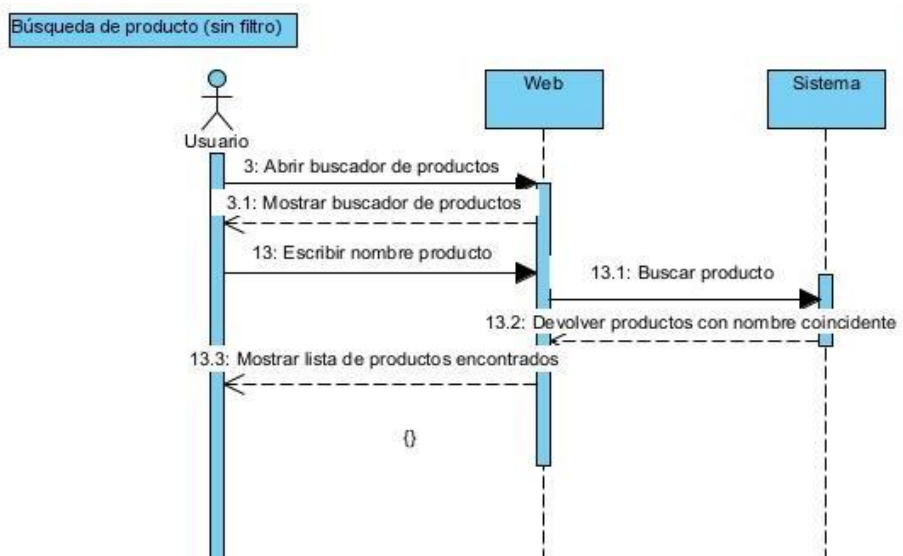 Búsqueda de producto (sin filtro)
Web
Sistema
Usuario
3: Abrir buscador de productos
3.1: Mostrar buscador de productos
13: Escribir nombre producto
13.1: Buscar producto
13.2: Devolver productos con nombre coincidente
13.3: Mostrar lista de productos encontrados
{}